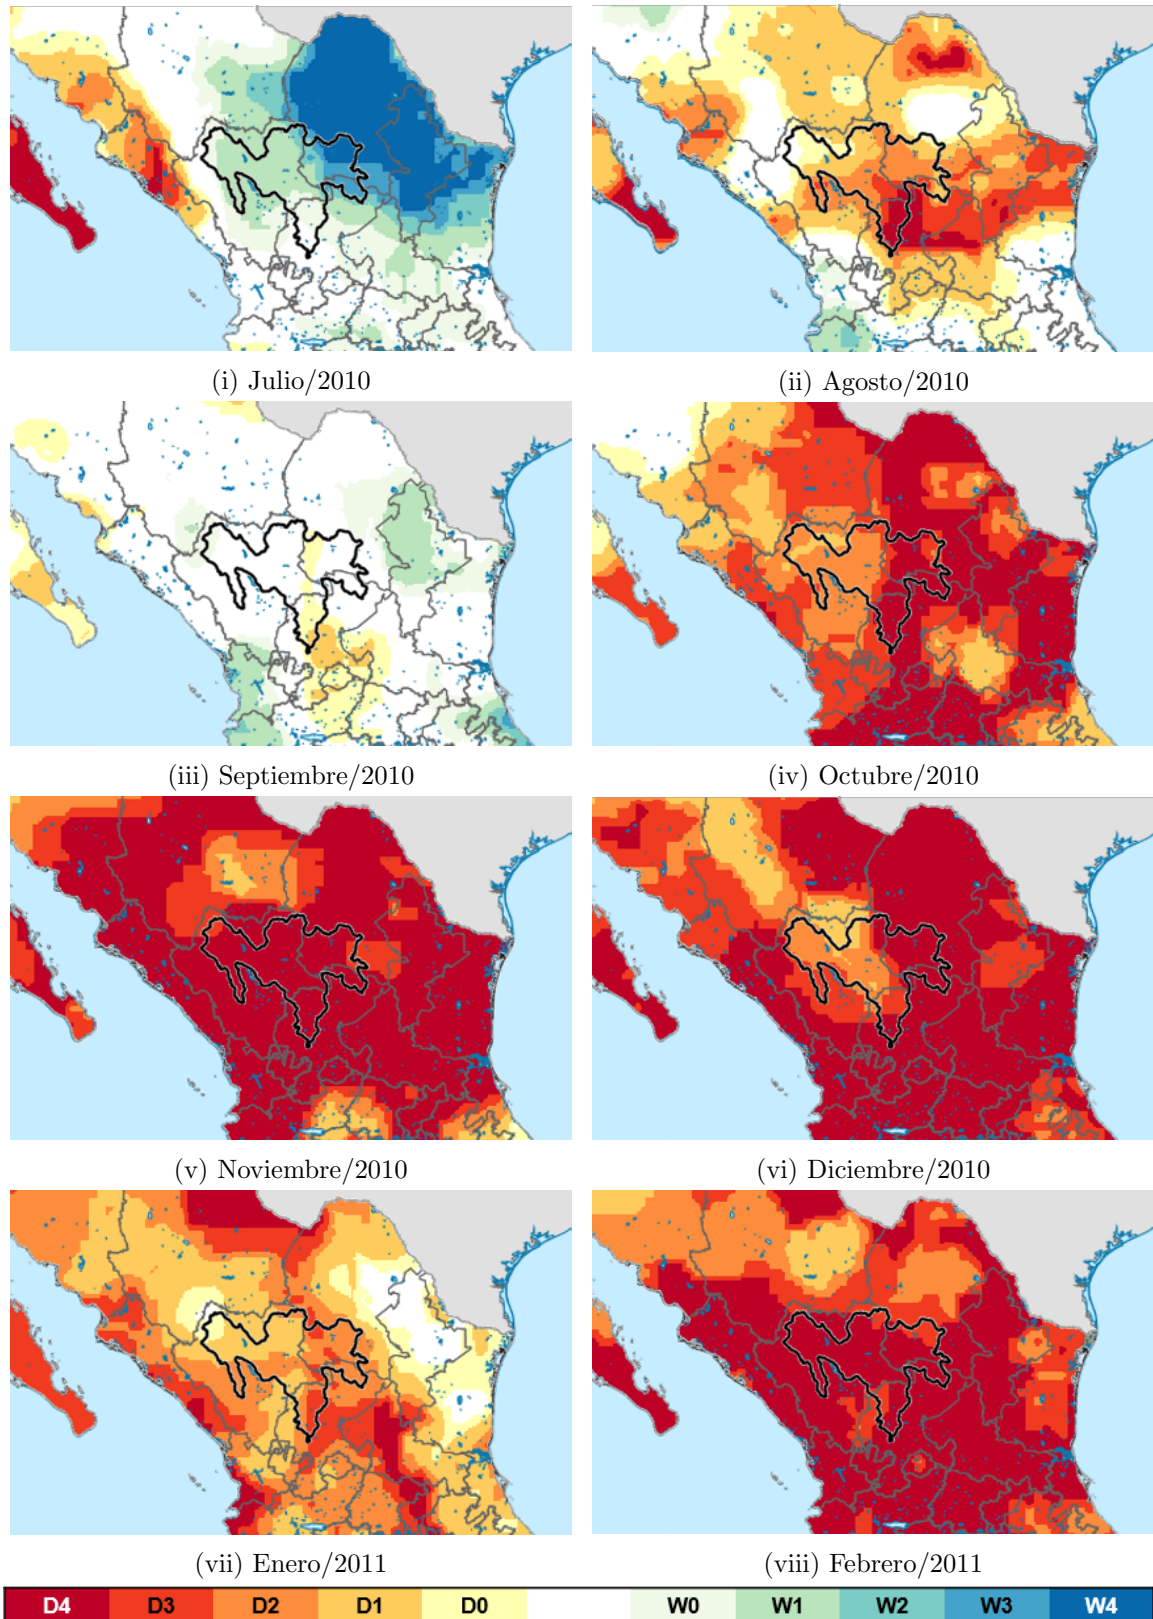 (i) Julio/2010
(ii) Agosto/2010
(iii) Septiembre/2010
(iv) Octubre/2010
(v) Noviembre/2010
(vi) Diciembre/2010
(vii) Enero/2011
(viii) Febrero/2011
D4 D3 D2 D1 D0 W0 W1 W2 W3 W4